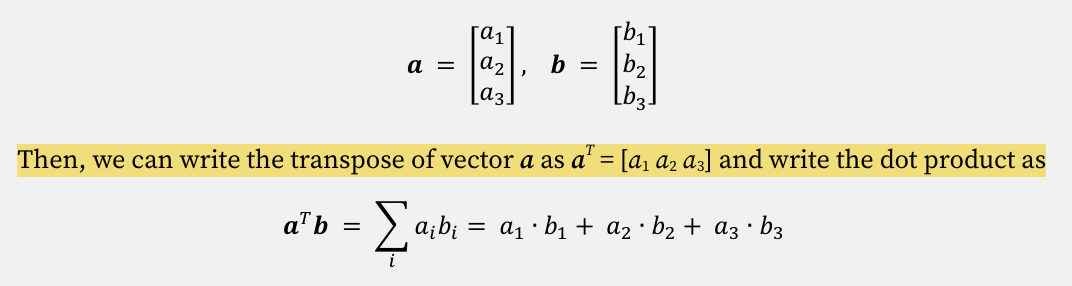 𝒂 = [a₁ a₂ a₃], 𝒃 = [b₁ b₂ b₃]
Then, we can write the transpose of vector a as aᵀ = [a₁ a₂ a₃] and write the dot product as
aᵀb = ∑ᵢ aᵢbᵢ = a₁ · b₁ + a₂ · b₂ + a₃ · b₃